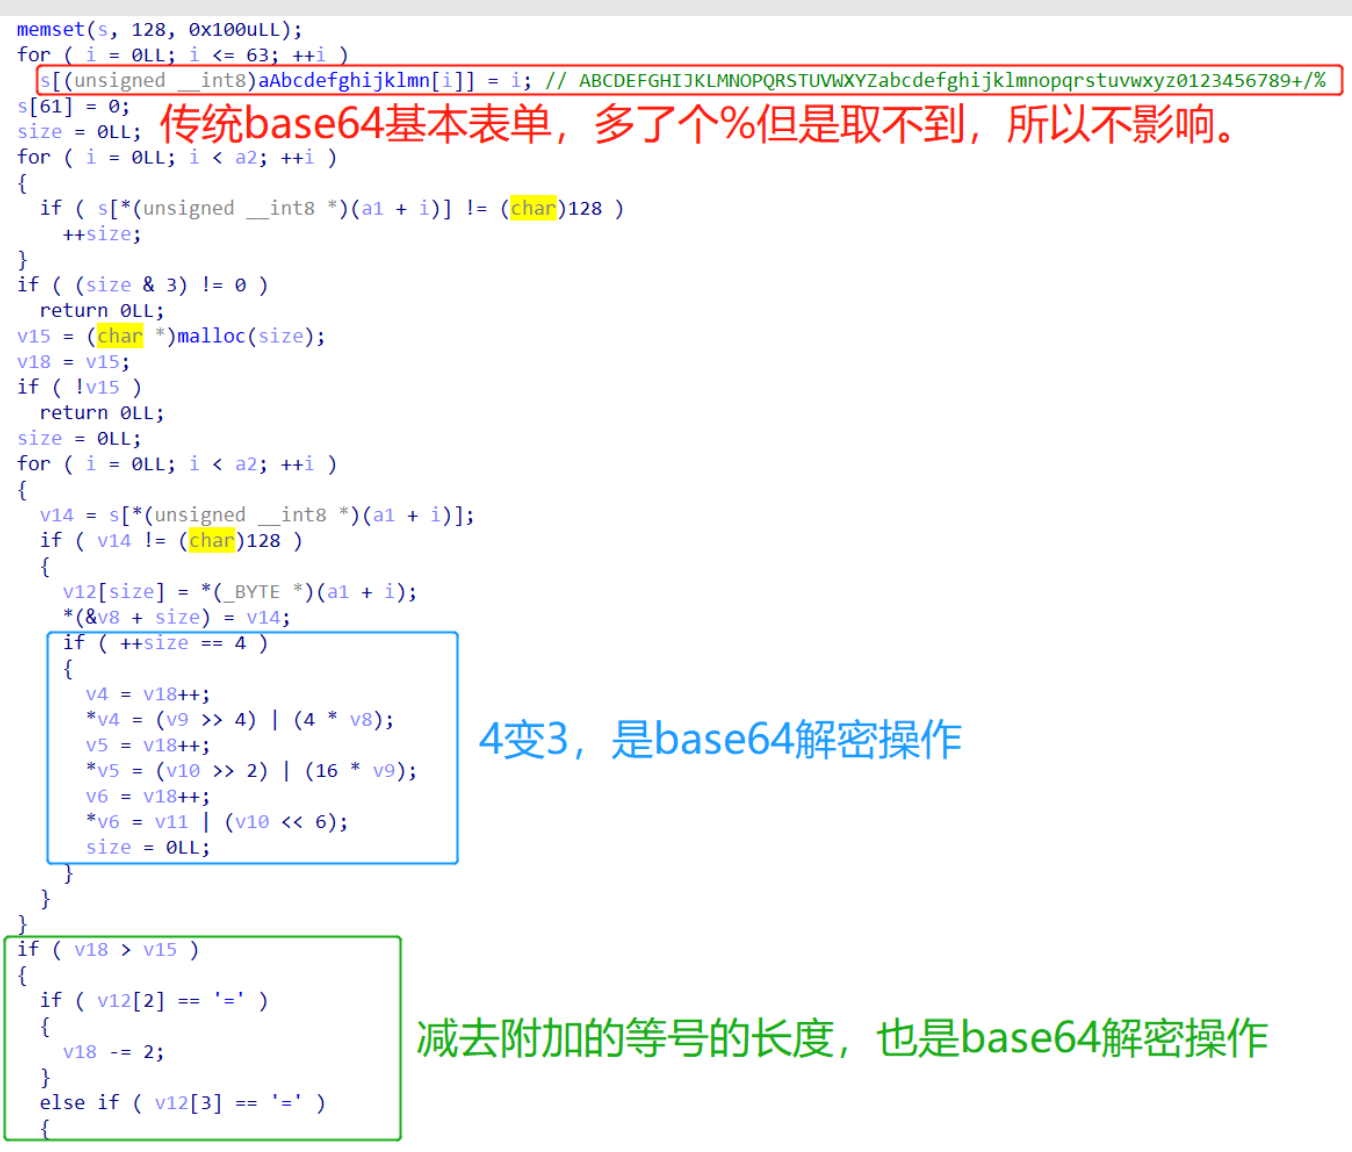 memset(s, 128, 0x100uLL);
for ( i = 0LL; i <= 63; ++i )
s[(unsigned __int8)aAbcdefghijklmn[i]] = i; // ABCDEFGHIJKLMNOPQRSTUVWXYZabcdefghijklmnopqrstuvwxyz0123456789+/%
s[61] = 0;
size = 0LL;
传统base64基本表单，多了个%但是取不到，所以不影响。
for ( i = 0LL; i < a2; ++i )
{
if ( s[*(unsigned __int8 *)(a1 + i)] != (char)128 )
++size;
}
if ( (size & 3) != 0 )
return 0LL;
v15 = (char *)malloc(size);
v18 = v15;
if ( !v15 )
return 0LL;
size = 0LL;
for ( i = 0LL; i < a2; ++i )
{
v14 = s[*(unsigned __int8 *)(a1 + i)];
if ( v14 != (char)128 )
{
v12[size] = *(_BYTE *)(a1 + i);
*(&v8 + size) = v14;
if ( ++size == 4 )
{
v4 = v18++;
*v4 = (v9 >> 4) | (4 * v8);
v5 = v18++;
4变3，是base64解密操作
*v5 = (v10 >> 2) | (16 * v9);
v6 = v18++;
*v6 = v11 | (v10 << 6);
size = 0LL;
}
}
}
if ( v18 > v15 )
{
if ( v12[2] == '=' )
{
减去附加的等号的长度，也是base64解密操作
v18 -= 2;
}
else if ( v12[3] == '=' )
{